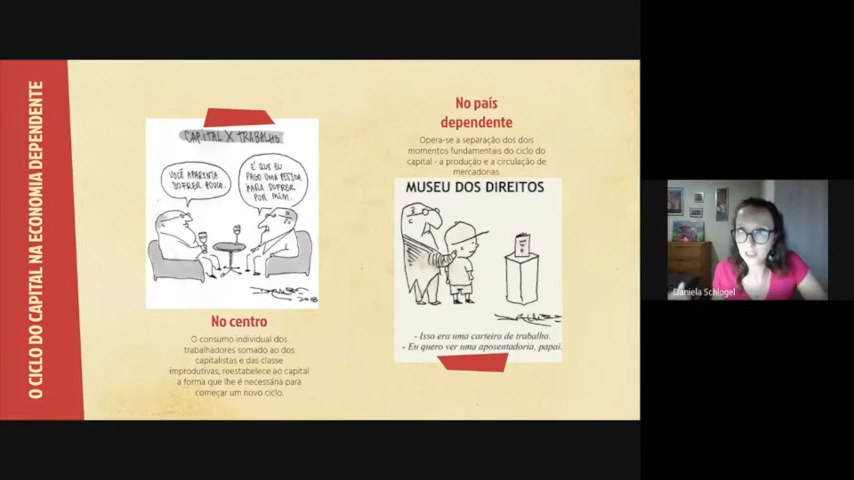 O CICLO DO CAPITAL NA ECONOMIA DEPENDENTE
CAPITAL X TRABALHO
VOCÊ APARENTA
SOFRER POUCO.
É QUE EU
PAGO UMA PESSOA
PARA SOFRER
POR MIM.
2018
No centro
O consumo individual dos
trabalhadores somado ao dos
capitalistas e das classe
improdutivas, reestabelece ao capital
a forma que lhe é necessária para
começar um novo ciclo.
No país
dependente
Opera-se a separação dos dois
momentos fundamentais do ciclo do
capital - a produção e a circulação de
mercadorias.
MUSEU DOS DIREITOS
- Isso era uma carteira de trabalho.
- Eu quero ver uma aposentadoria, papai.
Daniela Schlogel